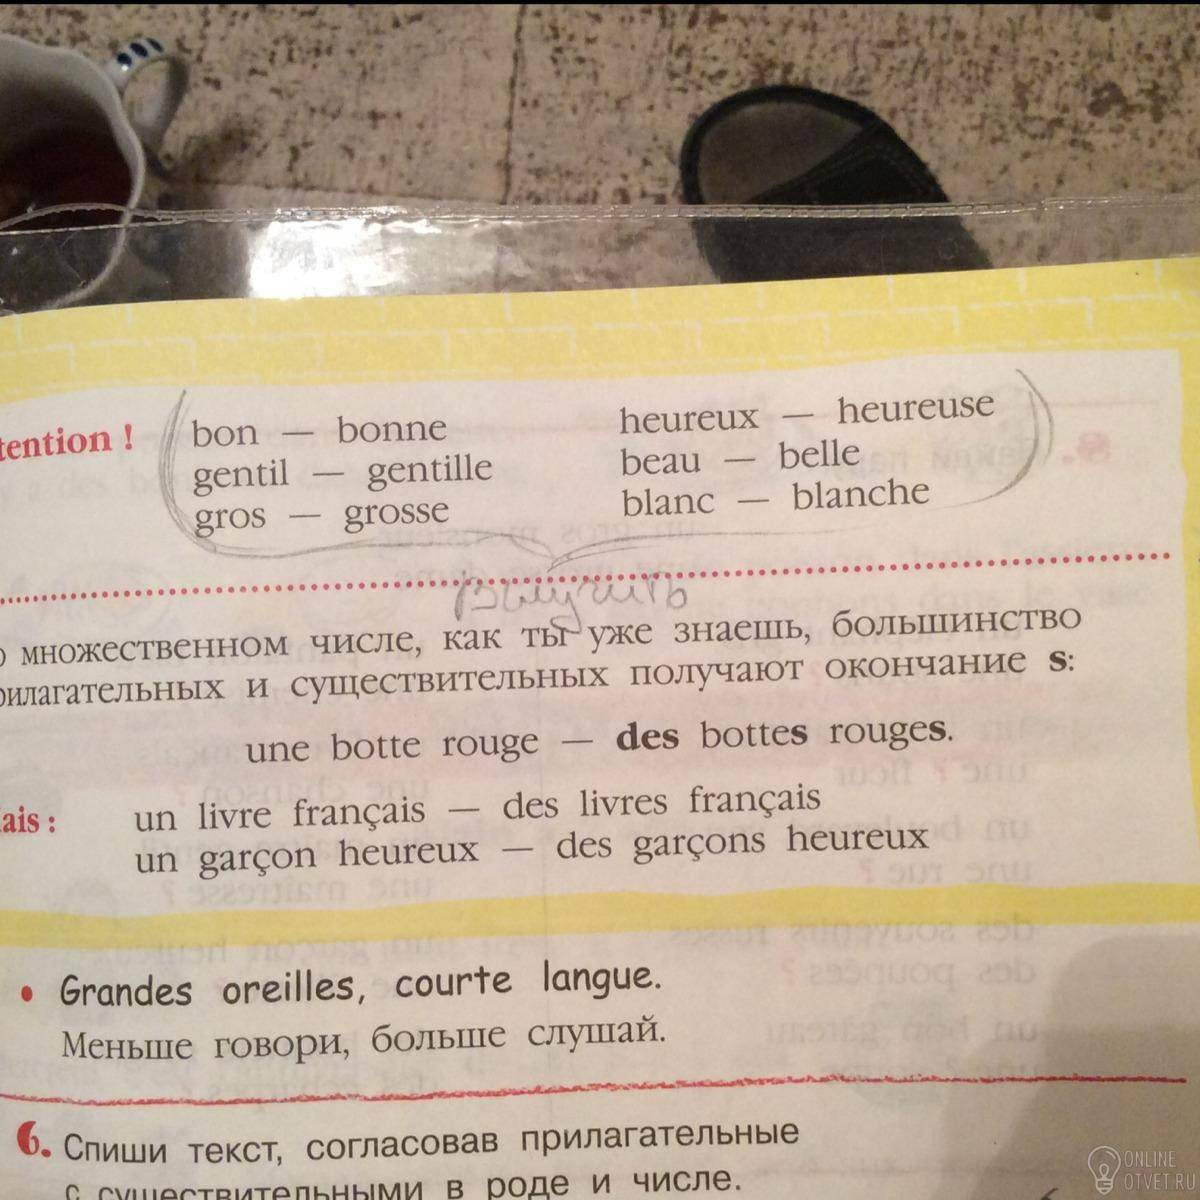 tention !
bon — bonne
gentil — gentille
gros — grosse
heureux — heureuse
beau — belle
blanc — blanche
выучить
о множественном числе, как ты уже знаешь, большинство
рилагательных и существительных получают окончание s:
une botte rouge — des bottes rouges.
ais :
un livre français — des livres français
un garçon heureux — des garçons heureux
• Grandes oreilles, courte langue.
Меньше говори, больше слушай.
6. Спиши текст, согласовав прилагательные
с существительными в роде и числе.
ONLINE
OTVET.RU